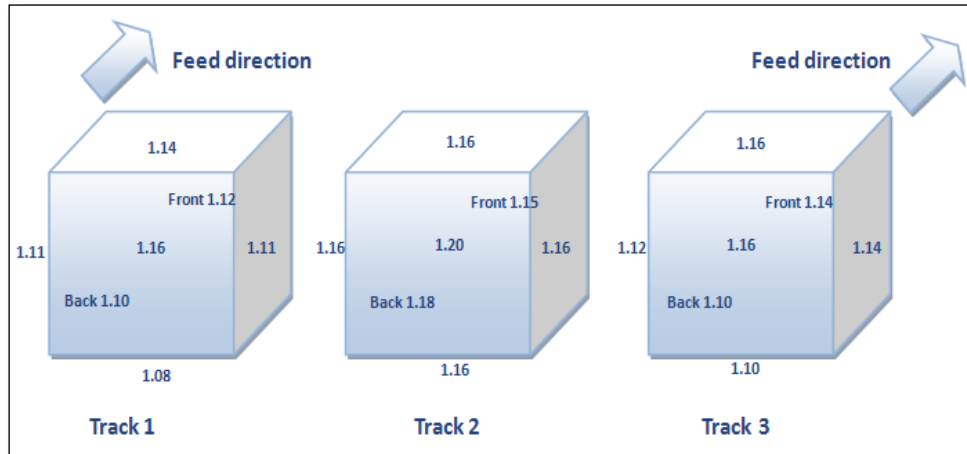 Feed direction Feed direction
1.14 1.16 1.16
Front 1.12 Front 1.15 Front 1.14
1.11 1.16 1.11 1.16 1.20 1.16 1.12 1.16 1.14
Back 1.10 Back 1.18 Back 1.10
1.08 1.16 1.10
Track 1 Track 2 Track 3